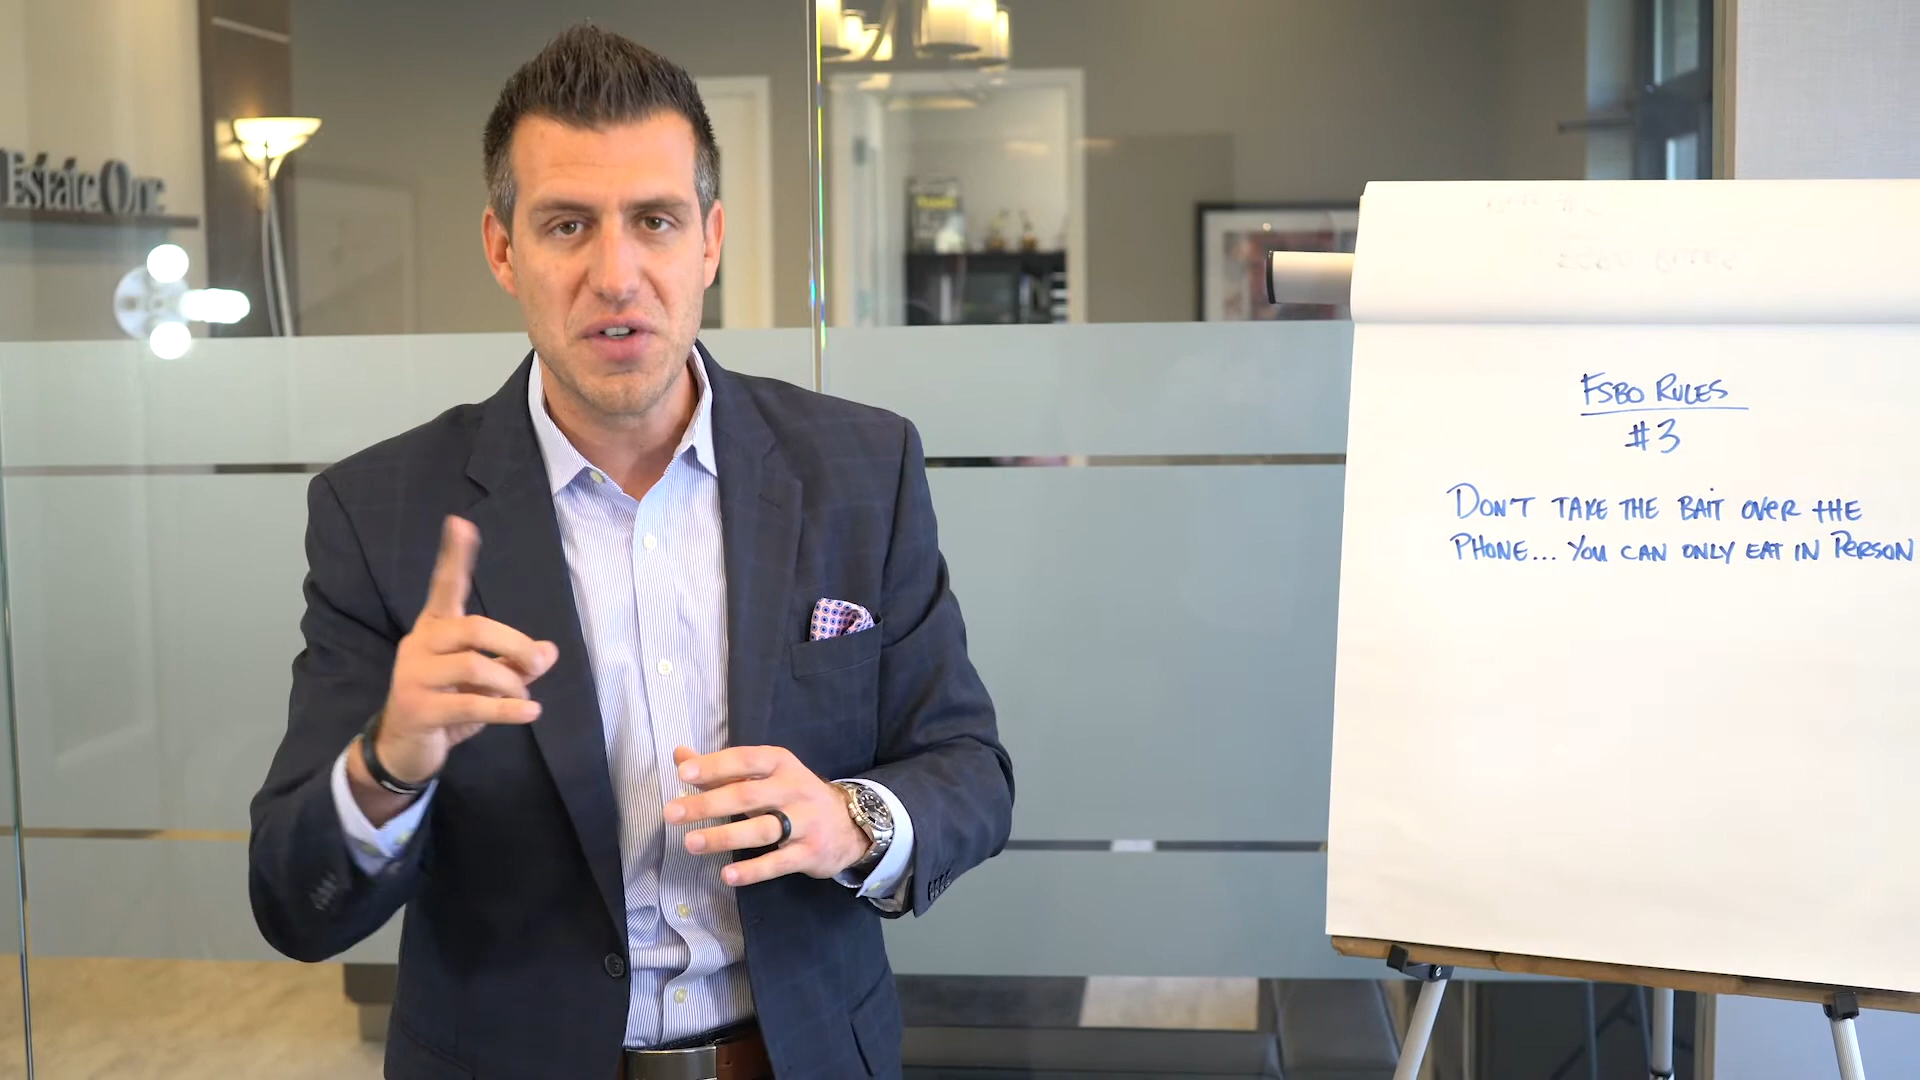 Estate One
FSBO RULES
#3
DON'T TAKE THE BAIT OVER THE
PHONE... YOU CAN ONLY EAT IN PERSON